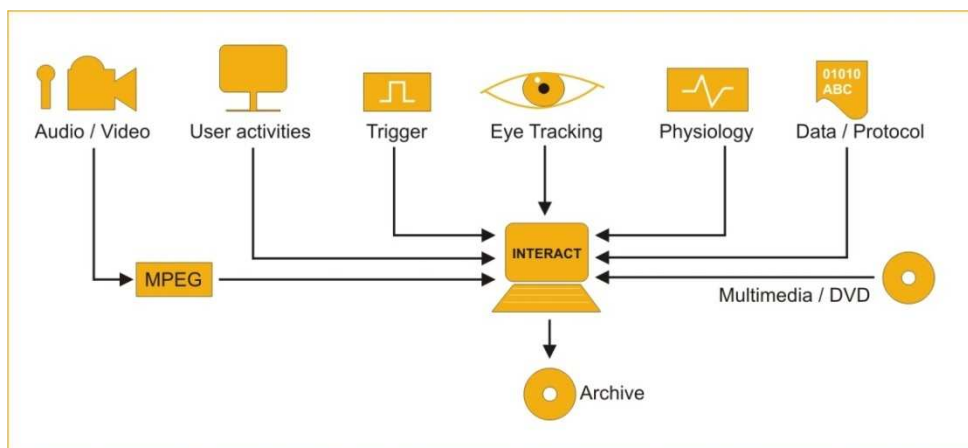 01010
ABC
Audio / Video
User activities
Trigger
Eye Tracking
Physiology
Data / Protocol
INTERACT
MPEG
Multimedia / DVD
Archive